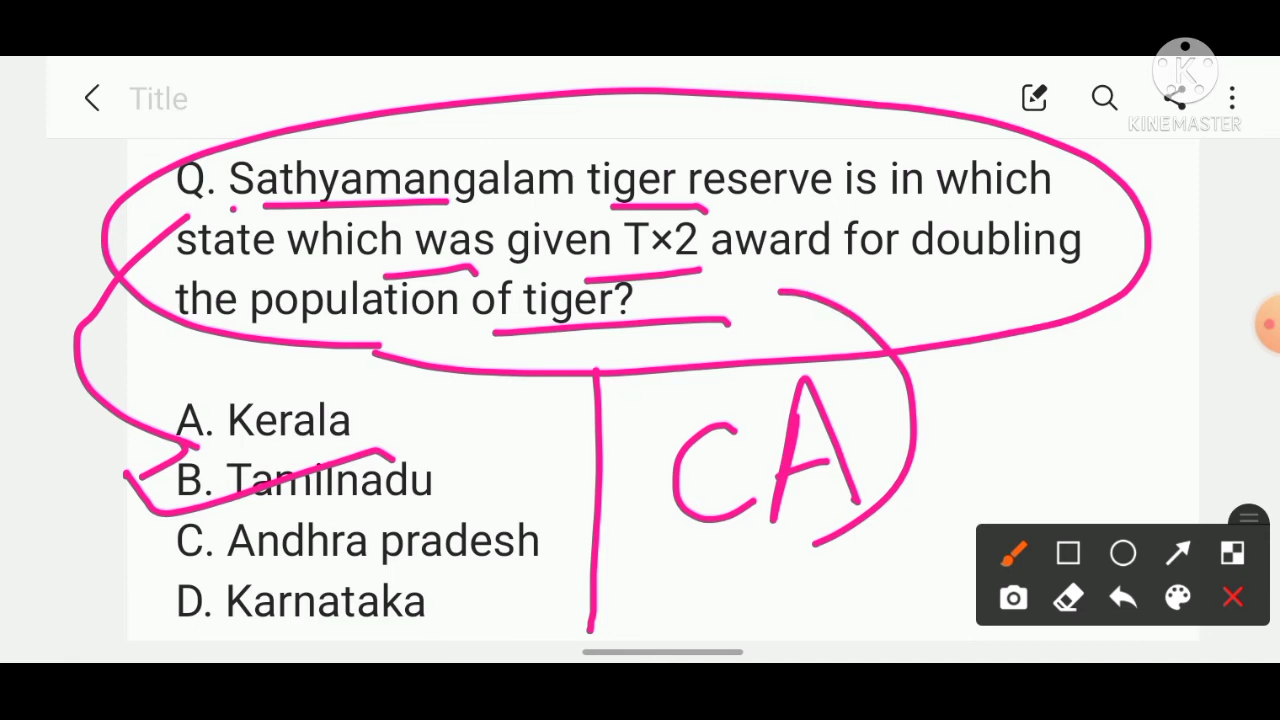 Title
K
KINEMASTER
Q. Sathyamangalam tiger reserve is in which
state which was given T×2 award for doubling
the population of tiger?
A. Kerala
B. Tamilnadu
C. Andhra pradesh
D. Karnataka
CA